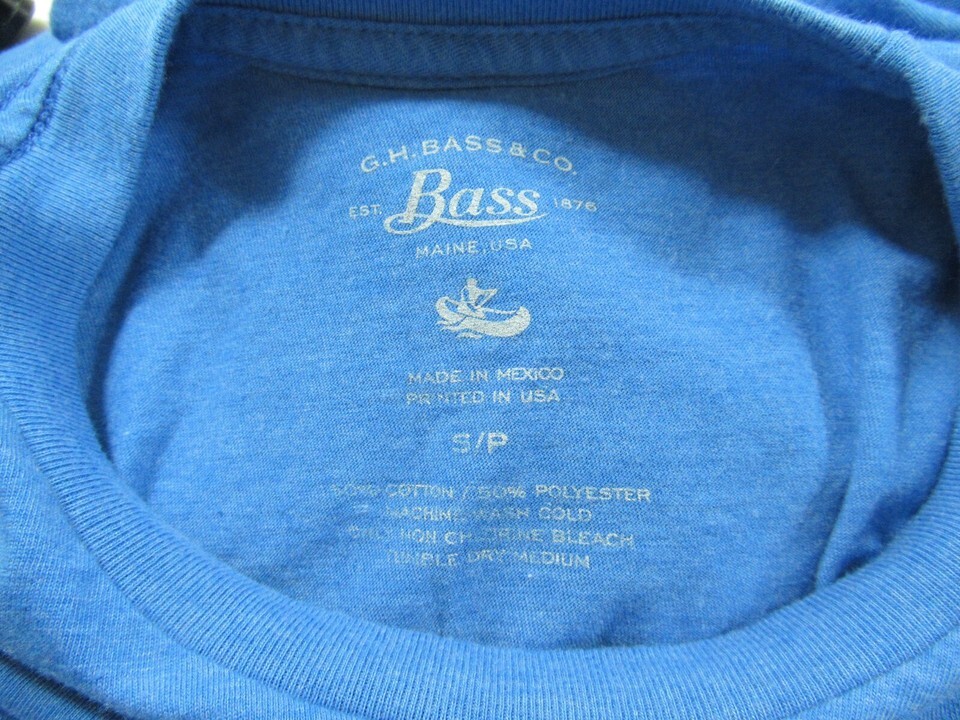 G.H. BASS & CO.
EST. Bass 1876
MAINE, USA
MADE IN MEXICO
PRINTED IN USA
S/P
50% COTTON / 50% POLYESTER
MACHINE WASH COLD
ONLY NON CHLORINE BLEACH
TUMBLE DRY MEDIUM